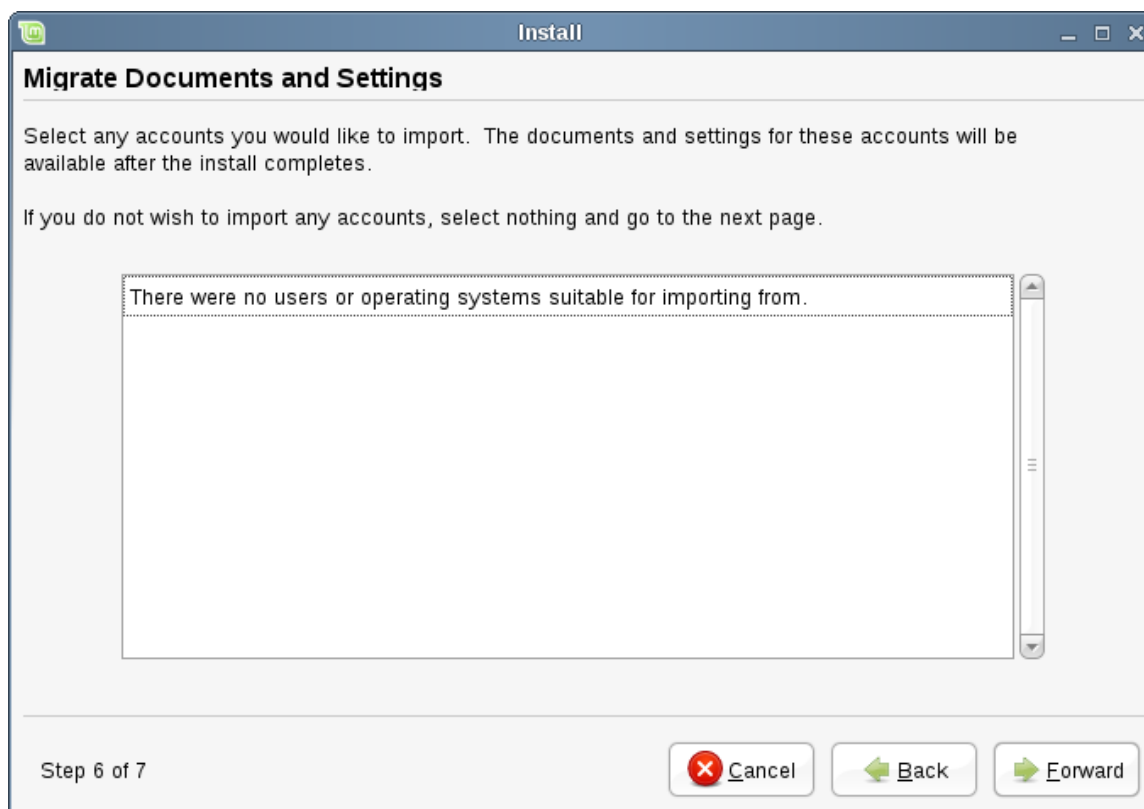 Install
Migrate Documents and Settings
Select any accounts you would like to import.  The documents and settings for these accounts will be
available after the install completes.
If you do not wish to import any accounts, select nothing and go to the next page.
There were no users or operating systems suitable for importing from.
Step 6 of 7
Cancel
Back
Forward